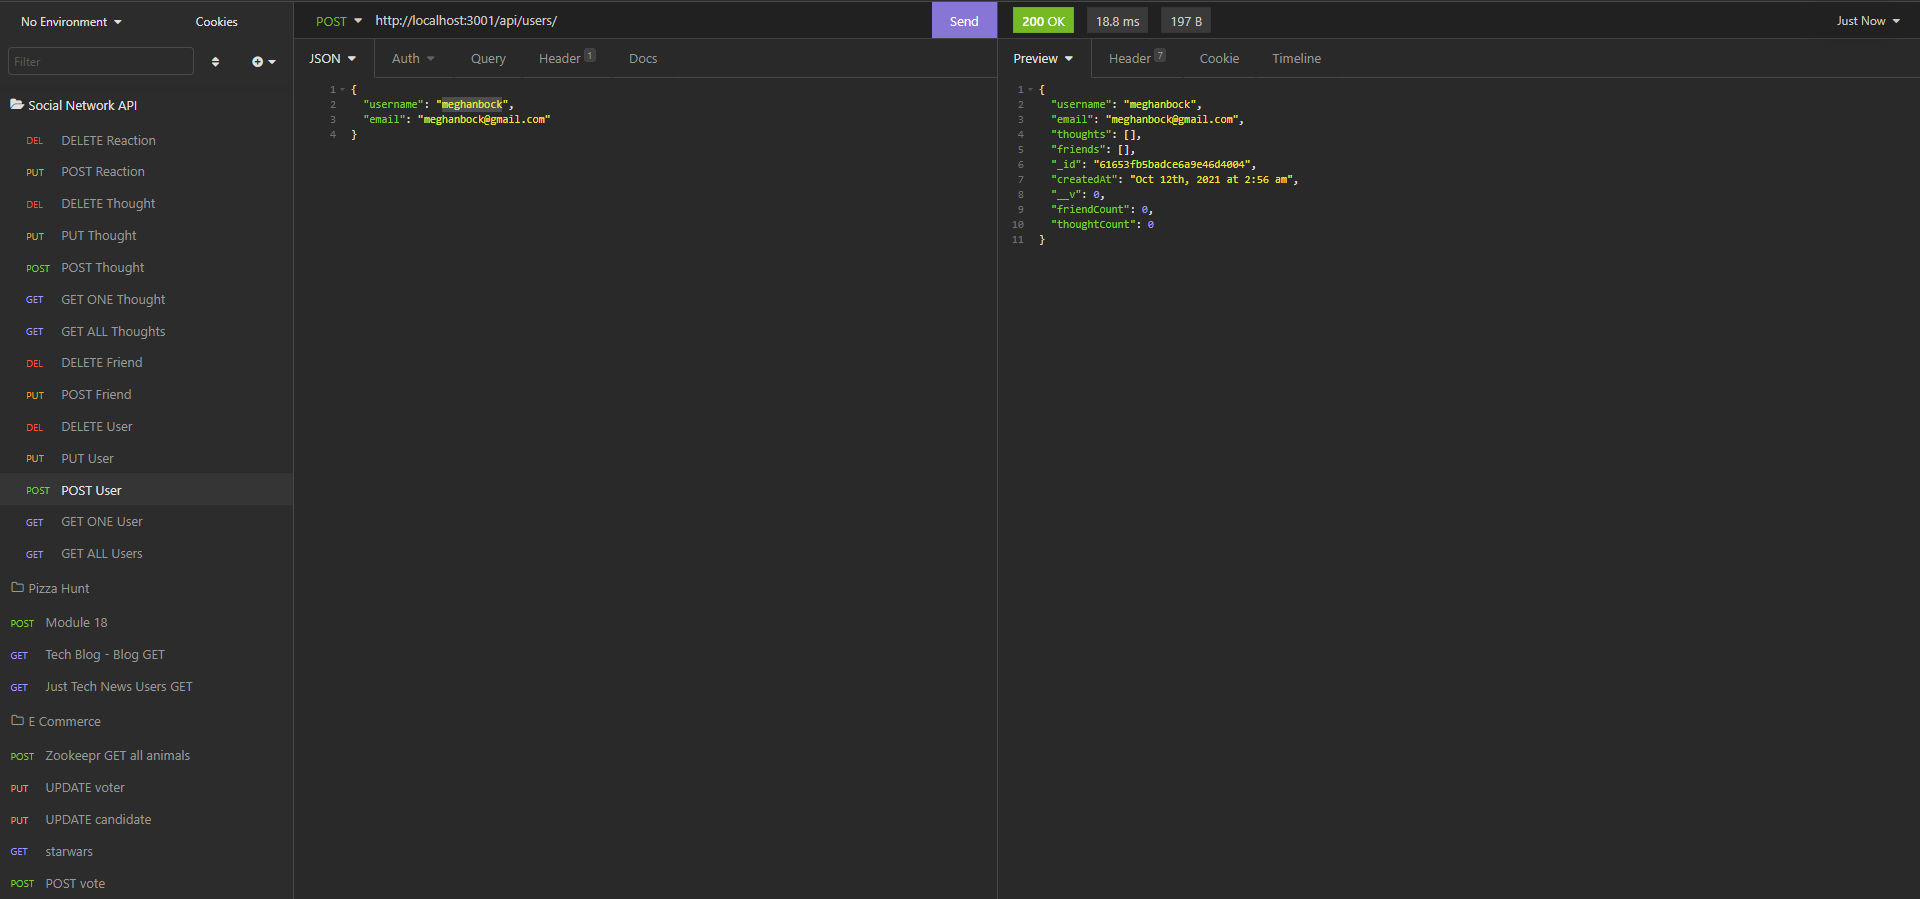 No Environment
Cookies
Filter
Social Network API
DEL DELETE Reaction
PUT POST Reaction
DEL DELETE Thought
PUT PUT Thought
POST POST Thought
GET GET ONE Thought
GET GET ALL Thoughts
DEL DELETE Friend
PUT POST Friend
DEL DELETE User
PUT PUT User
POST POST User
GET GET ONE User
GET GET ALL Users
Pizza Hunt
POST Module 18
GET Tech Blog - Blog GET
GET Just Tech News Users GET
E Commerce
POST Zookeepr GET all animals
PUT UPDATE voter
PUT UPDATE candidate
GET starwars
POST POST vote
POST http://localhost:3001/api/users/ Send
JSON Auth Query Header 1 Docs
1 {
2 "username": "meghanbock",
3 "email": "meghanbock@gmail.com"
4 }
200 OK 18.8 ms 197 B Just Now
Preview Header 7 Cookie Timeline
1 {
2 "username": "meghanbock",
3 "email": "meghanbock@gmail.com",
4 "thoughts": [],
5 "friends": [],
6 "_id": "61653fb5badce6a9e46d4004",
7 "createdAt": "Oct 12th, 2021 at 2:56 am",
8 "__v": 0,
9 "friendCount": 0,
10 "thoughtCount": 0
11 }